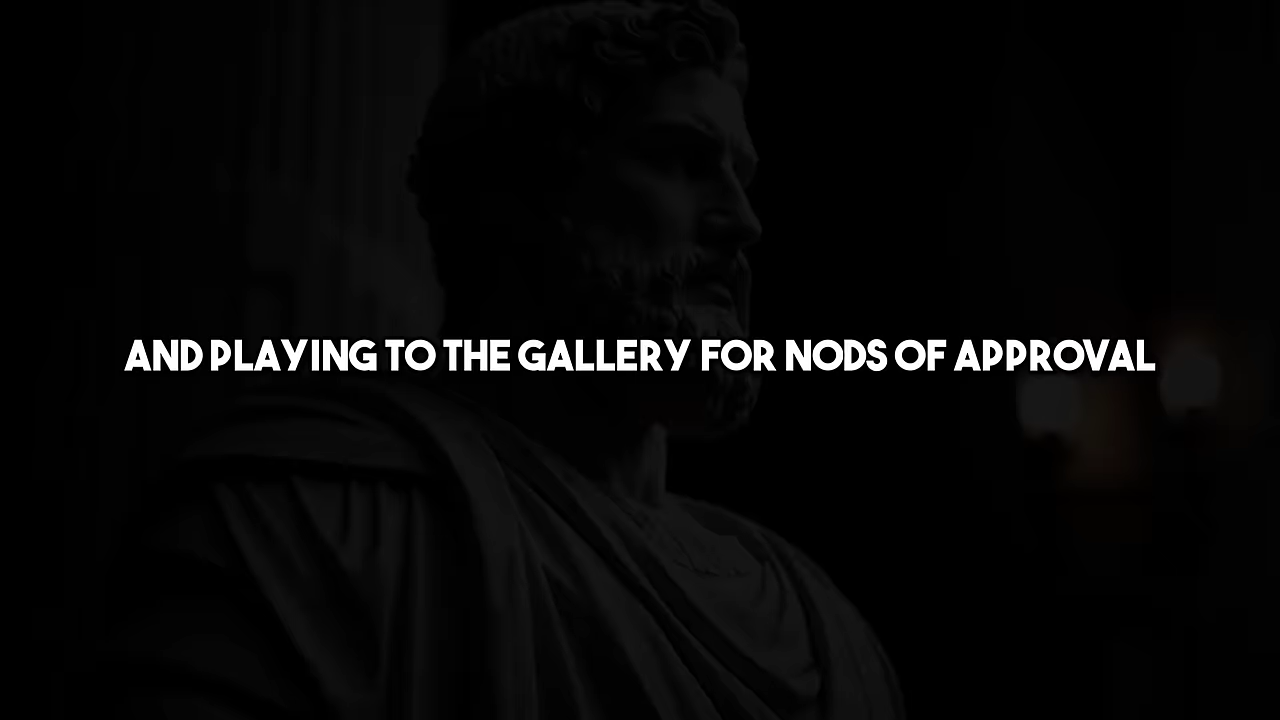 AND PLAYING TO THE GALLERY FOR NODS OF APPROVAL